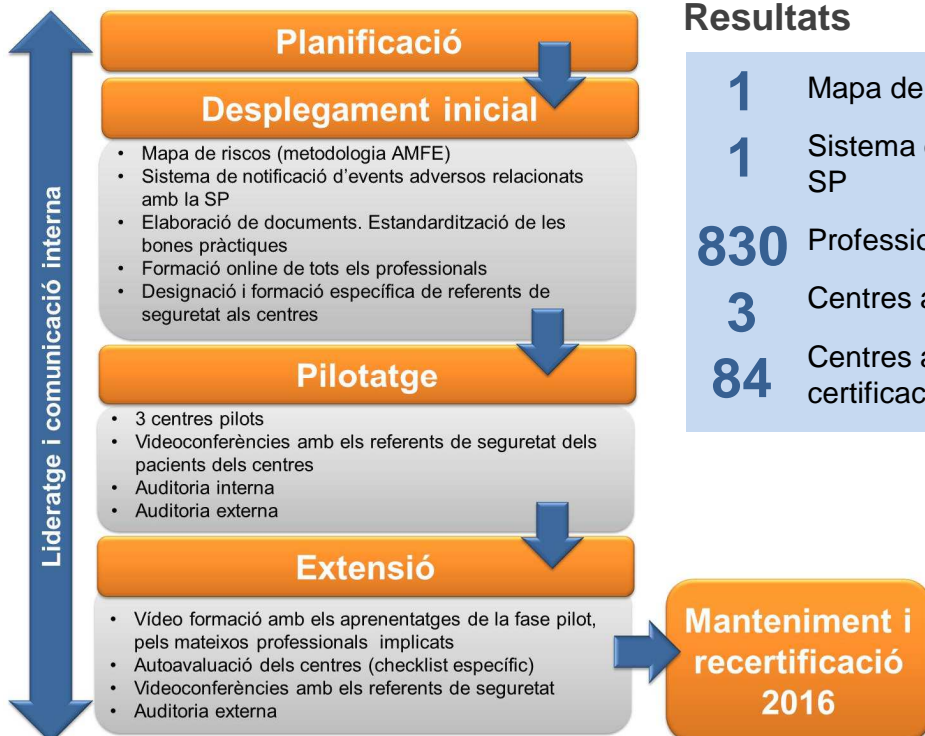 Lideratge i comunicació interna
Planificació
Desplegament inicial
• Mapa de riscos (metodologia AMFE)
• Sistema de notificació d'events adversos relacionats
amb la SP
• Elaboració de documents. Estandardització de les
bones pràctiques
• Formació online de tots els professionals
• Designació i formació específica de referents de
seguretat als centres
Pilotatge
• 3 centres pilots
• Videoconferències amb els referents de seguretat dels
pacients dels centres
• Auditoria interna
• Auditoria externa
Extensió
• Vídeo formació amb els aprenentatges de la fase pilot,
pels mateixos professionals implicats
• Autoavaluació dels centres (checklist específic)
• Videoconferències amb els referents de seguretat
• Auditoria externa
Manteniment i
recertificació
2016
Resultats
1 Mapa de
1 Sistema
SP
830
3 Centres
84 Centres